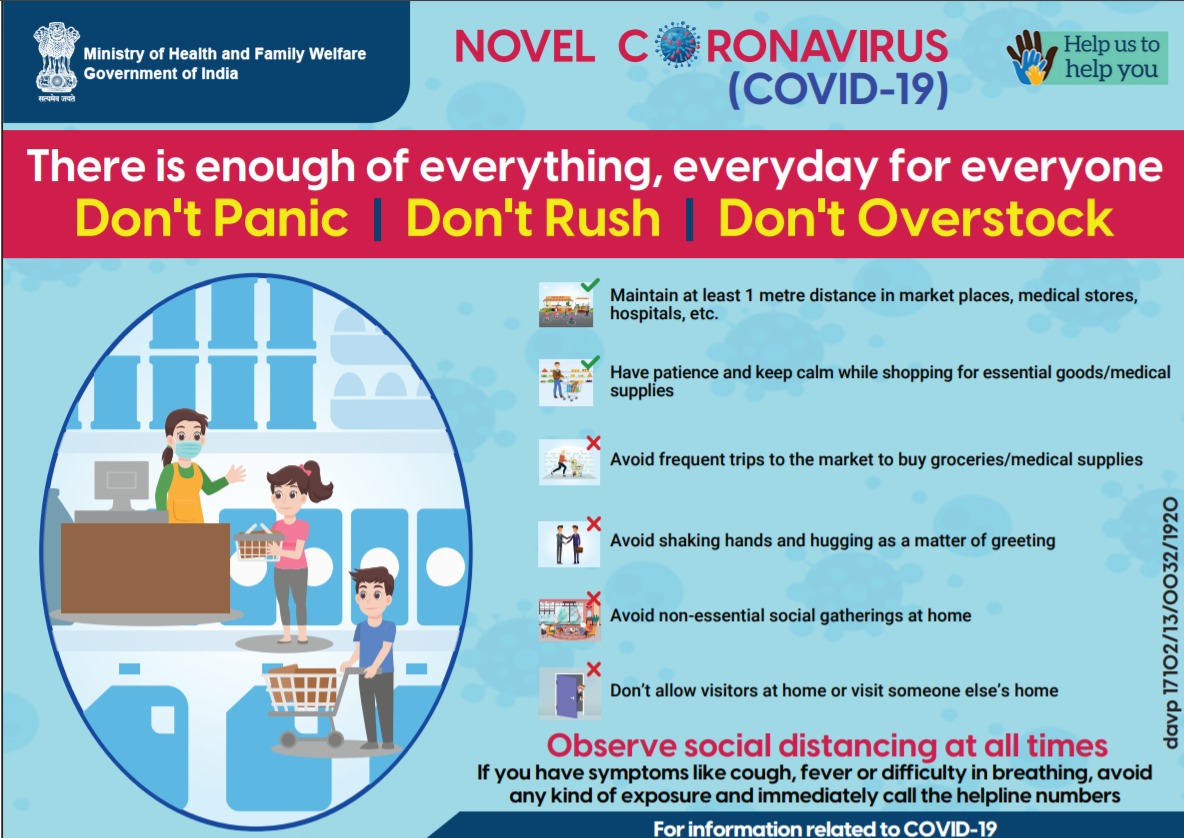 Ministry of Health and Family Welfare
Government of India
सत्यमेव जयते
NOVEL CORONAVIRUS
(COVID-19)
Help us to
help you
There is enough of everything, everyday for everyone
Don't Panic | Don't Rush | Don't Overstock
Maintain at least 1 metre distance in market places, medical stores,
hospitals, etc.
Have patience and keep calm while shopping for essential goods/medical
supplies
Avoid frequent trips to the market to buy groceries/medical supplies
Avoid shaking hands and hugging as a matter of greeting
Avoid non-essential social gatherings at home
Don't allow visitors at home or visit someone else's home
Observe social distancing at all times
If you have symptoms like cough, fever or difficulty in breathing, avoid
any kind of exposure and immediately call the helpline numbers
For information related to COVID-19
davp 17102/13/0032/1920